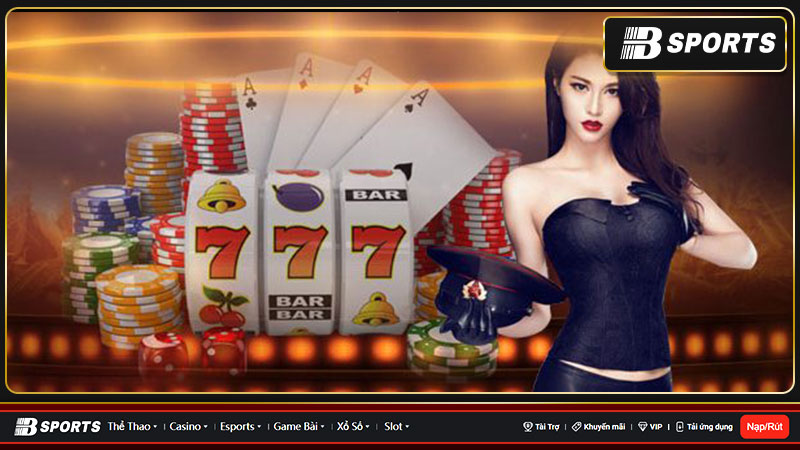 B SPORTS
A
A
A
A
BAR
7 7 7
BAR
BAR
B SPORTS Thể Thao Casino Esports Game Bài Xổ Số Slot Tài Trợ Khuyến mãi VIP Tải ứng dụng Nạp/Rút